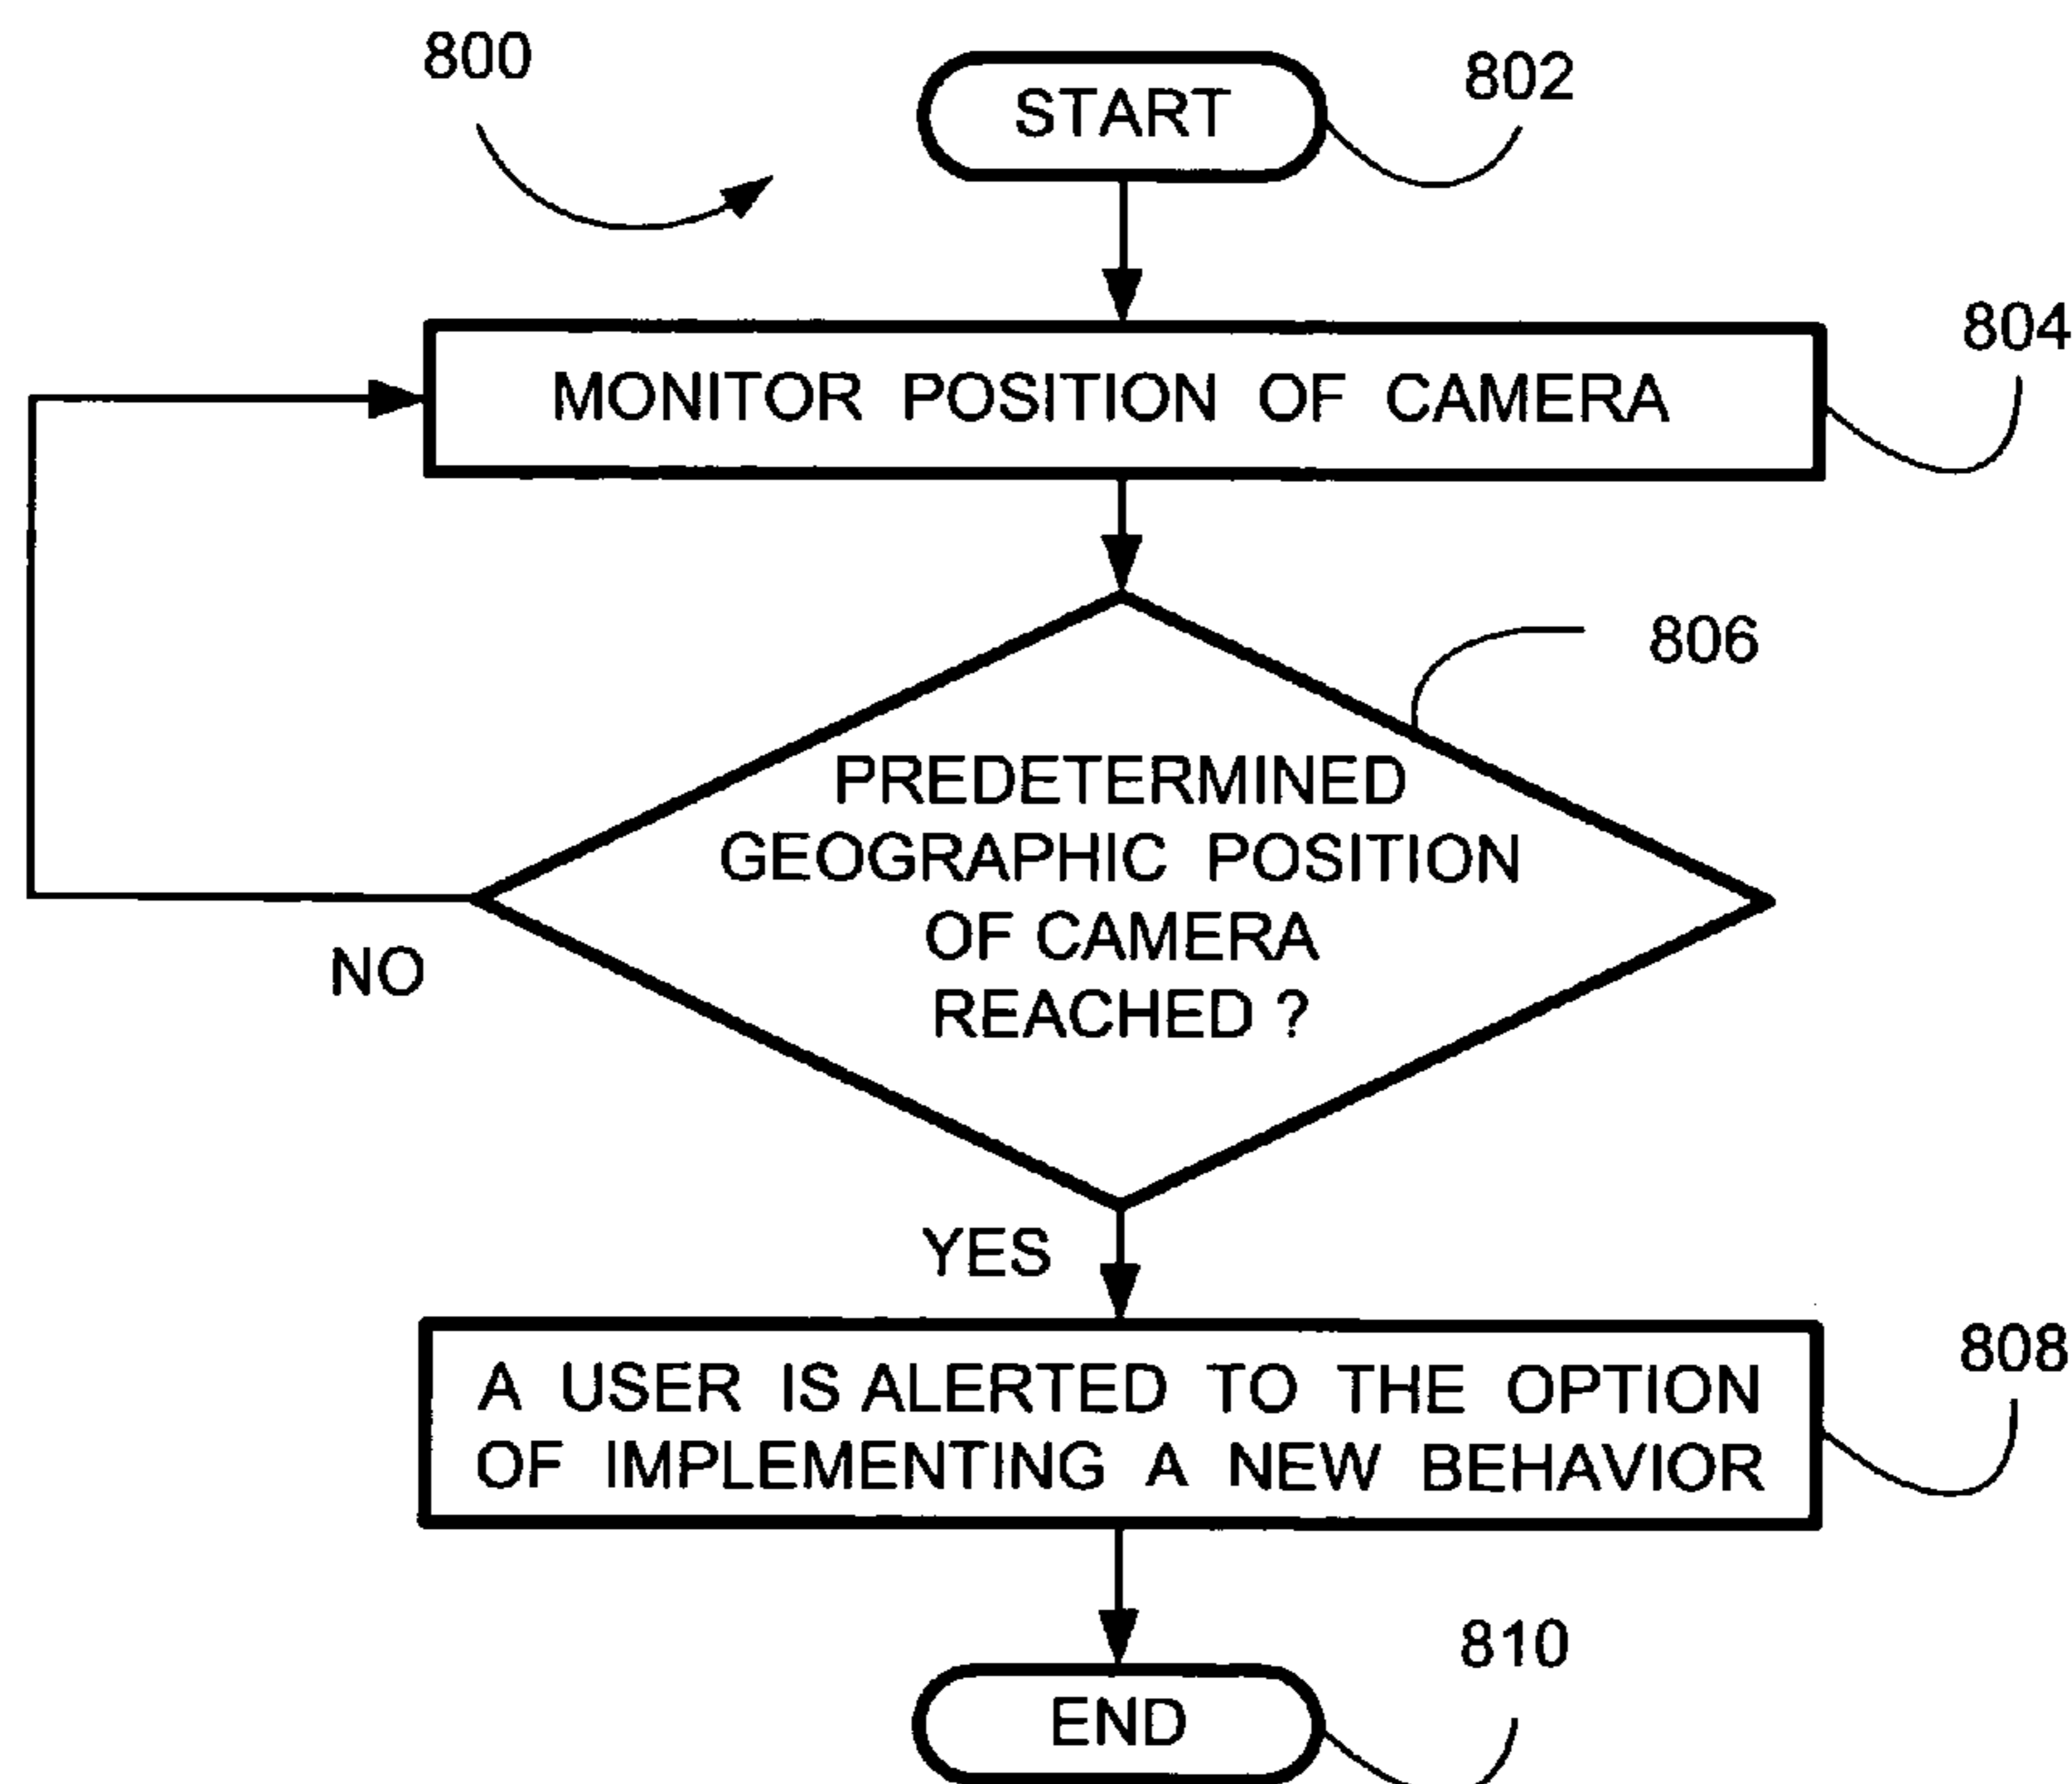 800
START
802
MONITOR POSITION OF CAMERA
804
806
PREDETERMINED
GEOGRAPHIC POSITION
OF CAMERA
REACHED ?
NO
YES
A USER IS ALERTED TO THE OPTION
OF IMPLEMENTING A NEW BEHAVIOR
808
810
END